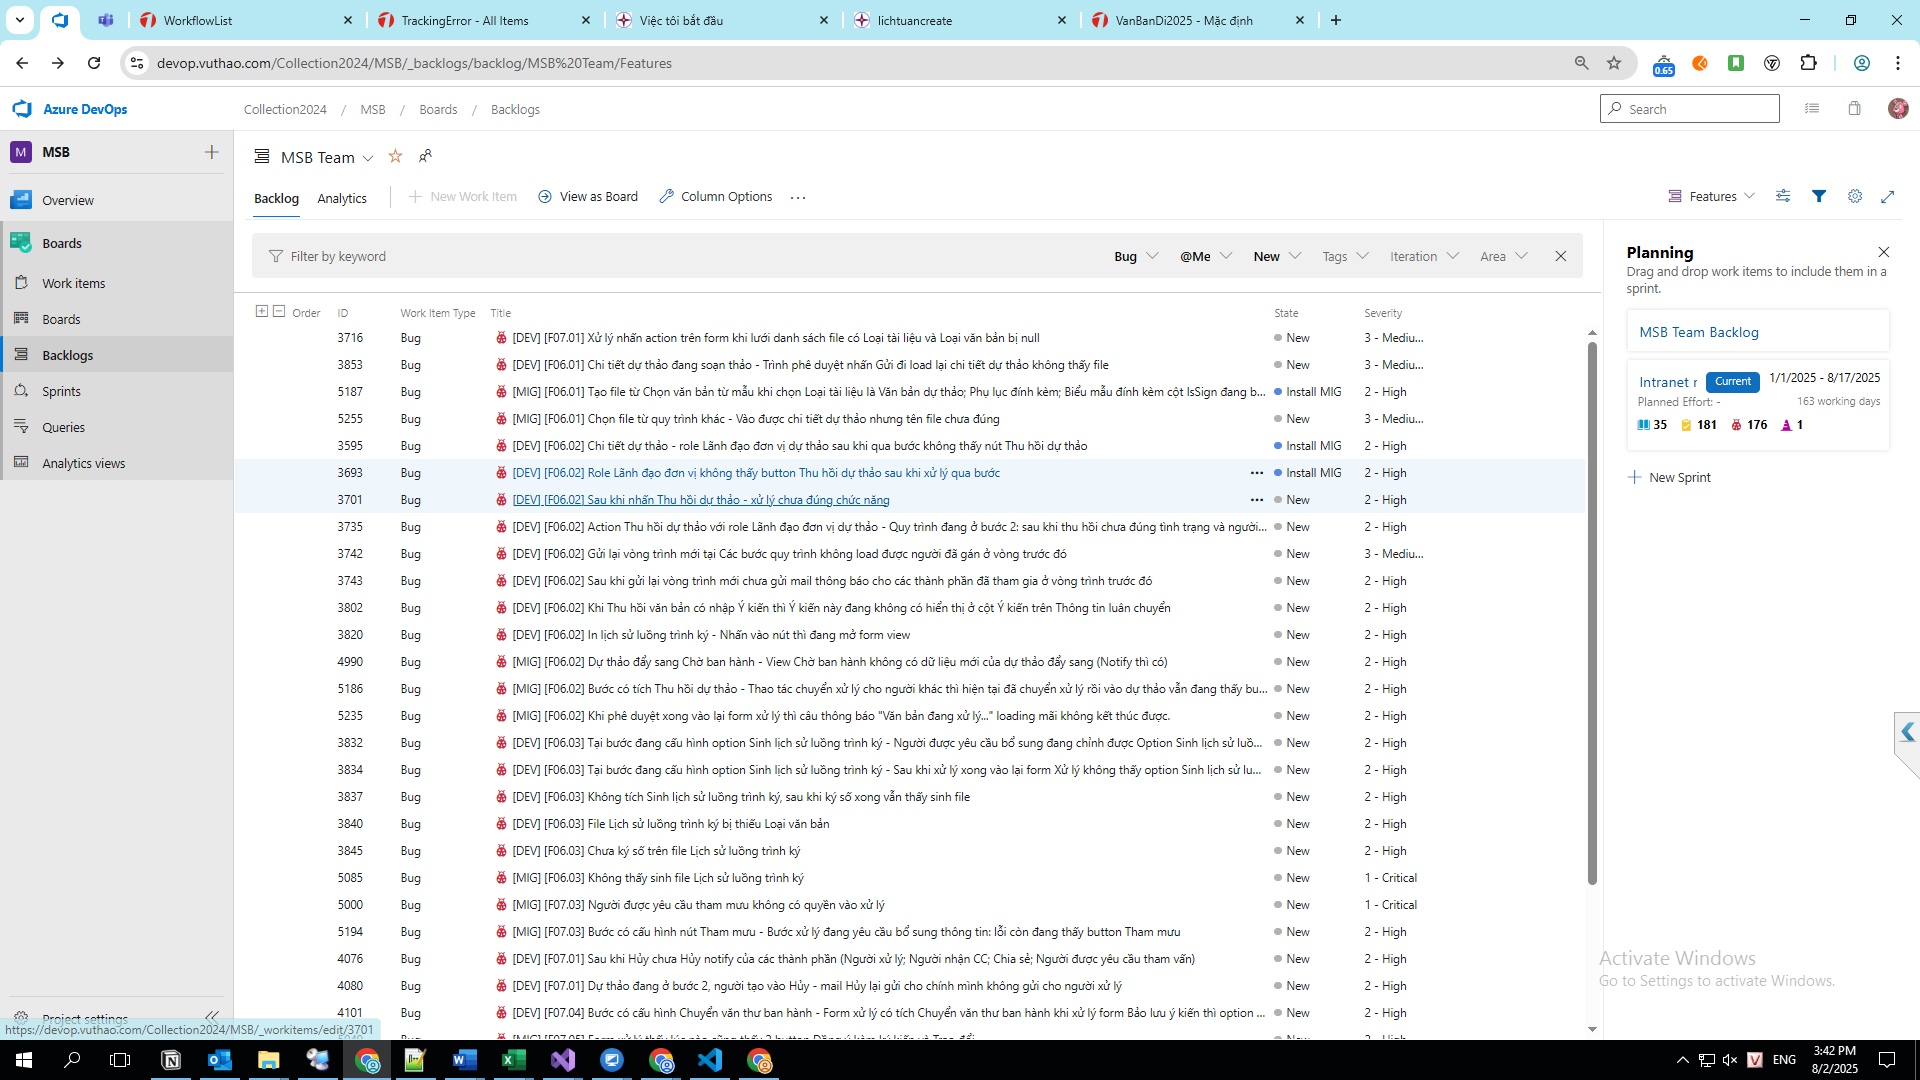 WorkflowList
TrackingError - All Items
Việc tôi bắt đầu
lichtuancreate
VanBanDi2025 - Mặc định
devop.vuthao.com/Collection2024/MSB/_backlogs/backlog/MSB%20Team/Features
0.65
Azure DevOps
Collection2024 / MSB / Boards / Backlogs
Search
M MSB
Overview
Boards
Work items
Boards
Backlogs
Sprints
Queries
Analytics views
Project settings
https://devop.vuthao.com/Collection2024/MSB/_workitems/edit/3701
MSB Team
Backlog Analytics New Work Item View as Board Column Options
Features
Filter by keyword Bug @Me New Tags Iteration Area
Order ID Work Item Type Title State Severity
3716 Bug [DEV] [F07.01] Xử lý nhấn action trên form khi lưới danh sách file có Loại tài liệu và Loại văn bản bị null New 3 - Mediu...
3853 Bug [DEV] [F06.01] Chi tiết dự thảo đang soạn thảo - Trình phê duyệt nhấn Gửi đi load lại chi tiết dự thảo không thấy file New 3 - Mediu...
5187 Bug [MIG] [F06.01] Tạo file từ Chọn văn bản từ mẫu khi chọn Loại tài liệu là Văn bản dự thảo; Phụ lục đính kèm; Biểu mẫu đính kèm cột IsSign đang b... Install MIG 2 - High
5255 Bug [MIG] [F06.01] Chọn file từ quy trình khác - Vào được chi tiết dự thảo nhưng tên file chưa đúng New 3 - Mediu...
3595 Bug [DEV] [F06.02] Chi tiết dự thảo - role Lãnh đạo đơn vị dự thảo sau khi qua bước không thấy nút Thu hồi dự thảo Install MIG 2 - High
3693 Bug [DEV] [F06.02] Role Lãnh đạo đơn vị không thấy button Thu hồi dự thảo sau khi xử lý qua bước Install MIG 2 - High
3701 Bug [DEV] [F06.02] Sau khi nhấn Thu hồi dự thảo - xử lý chưa đúng chức năng New 2 - High
3735 Bug [DEV] [F06.02] Action Thu hồi dự thảo với role Lãnh đạo đơn vị dự thảo - Quy trình đang ở bước 2: sau khi thu hồi chưa đúng tình trạng và người... New 2 - High
3742 Bug [DEV] [F06.02] Gửi lại vòng trình mới tại Các bước quy trình không load được người đã gán ở vòng trước đó New 3 - Mediu...
3743 Bug [DEV] [F06.02] Sau khi gửi lại vòng trình mới chưa gửi mail thông báo cho các thành phần đã tham gia ở vòng trình trước đó New 2 - High
3802 Bug [DEV] [F06.02] Khi Thu hồi văn bản có nhập Ý kiến thì Ý kiến này đang không có hiển thị ở cột Ý kiến trên Thông tin luân chuyển New 2 - High
3820 Bug [DEV] [F06.02] In lịch sử luồng trình ký - Nhấn vào nút thì đang mở form view New 2 - High
4990 Bug [MIG] [F06.02] Dự thảo đẩy sang Chờ ban hành - View Chờ ban hành không có dữ liệu mới của dự thảo đẩy sang (Notify thì có) New 2 - High
5186 Bug [MIG] [F06.02] Bước có tích Thu hồi dự thảo - Thao tác chuyển xử lý cho người khác thì hiện tại đã chuyển xử lý rồi vào dự thảo vẫn đang thấy bu... New 2 - High
5235 Bug [MIG] [F06.02] Khi phê duyệt xong vào lại form xử lý thì câu thông báo "Văn bản đang xử lý..." loading mãi không kết thúc được. New 2 - High
3832 Bug [DEV] [F06.03] Tại bước đang cấu hình option Sinh lịch sử luồng trình ký - Người được yêu cầu bổ sung đang chỉnh được Option Sinh lịch sử luồ... New 2 - High
3834 Bug [DEV] [F06.03] Tại bước đang cấu hình option Sinh lịch sử luồng trình ký - Sau khi xử lý xong vào lại form Xử lý không thấy option Sinh lịch sử lu... New 2 - High
3837 Bug [DEV] [F06.03] Không tích Sinh lịch sử luồng trình ký, sau khi ký số xong vẫn thấy sinh file New 2 - High
3840 Bug [DEV] [F06.03] File Lịch sử luồng trình ký bị thiếu Loại văn bản New 2 - High
3845 Bug [DEV] [F06.03] Chưa ký số trên file Lịch sử luồng trình ký New 2 - High
5085 Bug [MIG] [F06.03] Không thấy sinh file Lịch sử luồng trình ký New 1 - Critical
5000 Bug [MIG] [F07.03] Người được yêu cầu tham mưu không có quyền vào xử lý New 1 - Critical
5194 Bug [MIG] [F07.03] Bước có cấu hình nút Tham mưu - Bước xử lý đang yêu cầu bổ sung thông tin: lỗi còn đang thấy button Tham mưu New 2 - High
4076 Bug [DEV] [F07.01] Sau khi Hủy chưa Hủy notify của các thành phần (Người xử lý; Người nhận CC; Chia sẻ; Người được yêu cầu tham vấn) New 2 - High
4080 Bug [DEV] [F07.01] Dự thảo đang ở bước 2, người tạo vào Hủy - mail Hủy lại gửi cho chính mình không gửi cho người xử lý New 2 - High
4101 Bug [DEV] [F07.04] Bước có cấu hình Chuyển văn thư ban hành - Form xử lý có tích Chuyển văn thư ban hành khi xử lý form Bảo lưu ý kiến thì option ... New 2 - High
Planning
Drag and drop work items to include them in a
sprint.
MSB Team Backlog
Intranet r Current 1/1/2025 - 8/17/2025
Planned Effort: - 163 working days
35 181 176 1
New Sprint
Activate Windows
Go to Settings to activate Windows.
ENG
3:42 PM
8/2/2025